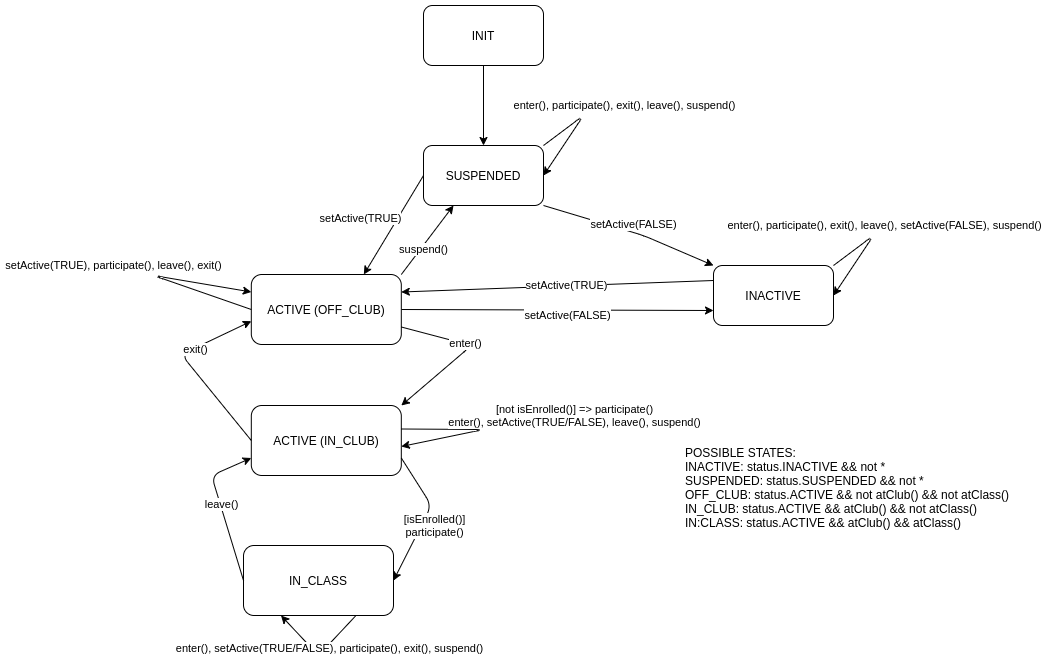 INIT
enter(), participate(), exit(), leave(), suspend()
SUSPENDED
setActive(TRUE)
setActive(FALSE)
enter(), participate(), exit(), leave(), setActive(FALSE), suspend()
suspend()
setActive(TRUE), participate(), leave(), exit()
ACTIVE (OFF_CLUB)
setActive(TRUE)
INACTIVE
setActive(FALSE)
exit()
enter()
[not isEnrolled()] => participate()
enter(), setActive(TRUE/FALSE), leave(), suspend()
ACTIVE (IN_CLUB)
POSSIBLE STATES:
INACTIVE: status.INACTIVE && not *
SUSPENDED: status.SUSPENDED && not *
OFF_CLUB: status.ACTIVE && not atClub() && not atClass()
IN_CLUB: status.ACTIVE && atClub() && not atClass()
IN:CLASS: status.ACTIVE && atClub() && atClass()
leave()
[isEnrolled()]
participate()
IN_CLASS
enter(), setActive(TRUE/FALSE), participate(), exit(), suspend()